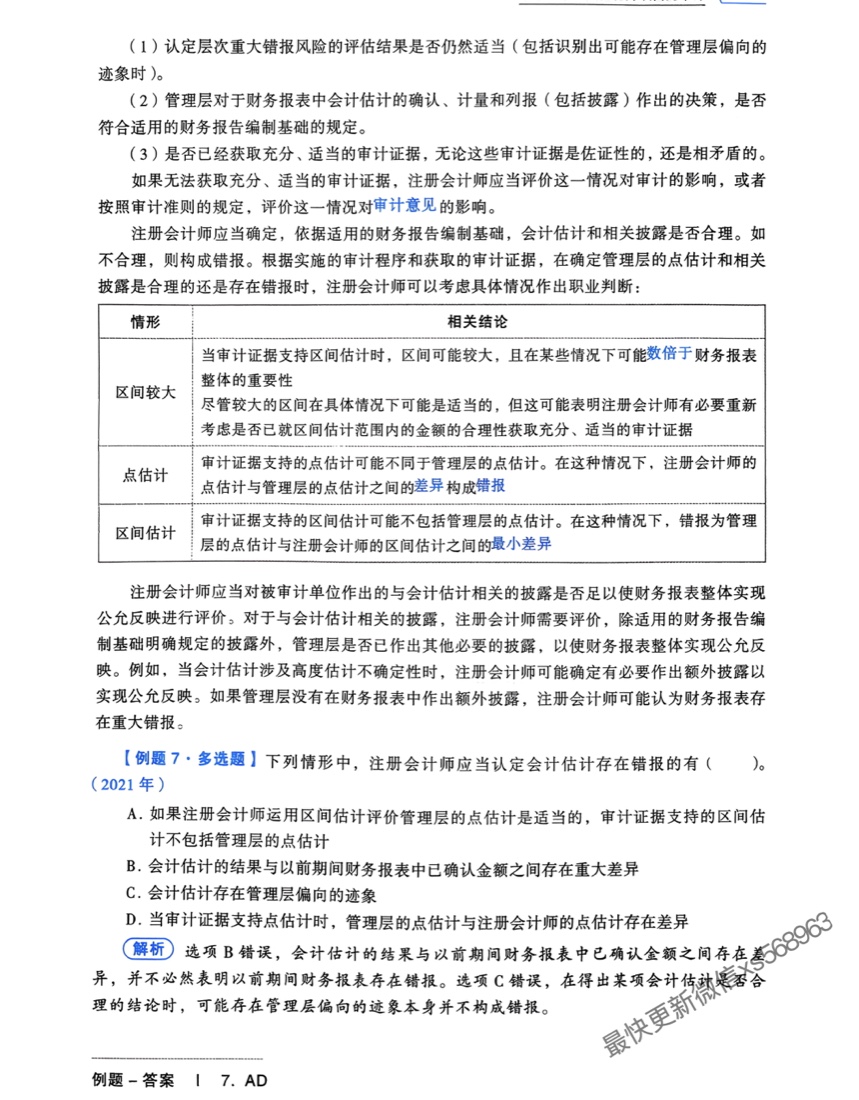 （1）认定层次重大错报风险的评估结果是否仍然适当（包括识别出可能存在管理层偏向的
迹象时）。
（2）管理层对于财务报表中会计估计的确认、计量和列报（包括披露）作出的决策，是否
符合适用的财务报告编制基础的规定。
（3）是否已经获取充分、适当的审计证据，无论这些审计证据是佐证性的，还是相矛盾的。
如果无法获取充分、适当的审计证据，注册会计师应当评价这一情况对审计的影响，或者
按照审计准则的规定，评价这一情况对审计意见的影响。
注册会计师应当确定，依据适用的财务报告编制基础，会计估计和相关披露是否合理。如
不合理，则构成错报。根据实施的审计程序和获取的审计证据，在确定管理层的点估计和相关
披露是合理的还是存在错报时，注册会计师可以考虑具体情况作出职业判断：
情形 相关结论
当审计证据支持区间估计时，区间可能较大，且在某些情况下可能数倍于财务报表
整体的重要性
区间较大
尽管较大的区间在具体情况下可能是适当的，但这可能表明注册会计师有必要重新
考虑是否已就区间估计范围内的金额的合理性获取充分、适当的审计证据
点估计
审计证据支持的点估计可能不同于管理层的点估计。在这种情况下，注册会计师的
点估计与管理层的点估计之间的差异构成错报
区间估计
审计证据支持的区间估计可能不包括管理层的点估计。在这种情况下，错报为管理
层的点估计与注册会计师的区间估计之间的最小差异
注册会计师应当对被审计单位作出的与会计估计相关的披露是否足以使财务报表整体实现
公允反映进行评价。对于与会计估计相关的披露，注册会计师需要评价，除适用的财务报告编
制基础明确规定的披露外，管理层是否已作出其他必要的披露，以使财务报表整体实现公允反
映。例如，当会计估计涉及高度估计不确定性时，注册会计师可能确定有必要作出额外披露以
实现公允反映。如果管理层没有在财务报表中作出额外披露，注册会计师可能认为财务报表存
在重大错报。
【例题 7·多选题】下列情形中，注册会计师应当认定会计估计存在错报的有（ ）。
（2021 年）
A. 如果注册会计师运用区间估计评价管理层的点估计是适当的，审计证据支持的区间估
计不包括管理层的点估计
B. 会计估计的结果与以前期间财务报表中已确认金额之间存在重大差异
C. 会计估计存在管理层偏向的迹象
D. 当审计证据支持点估计时，管理层的点估计与注册会计师的点估计存在差异
解析 选项 B 错误，会计估计的结果与以前期间财务报表中已确认金额之间存在差
异，并不必然表明以前期间财务报表存在错报。选项 C 错误，在得出某项会计估计是否合
理的结论时，可能存在管理层偏向的迹象本身并不构成错报。
最快更新微信xs568963
例题－答案 | 7. AD